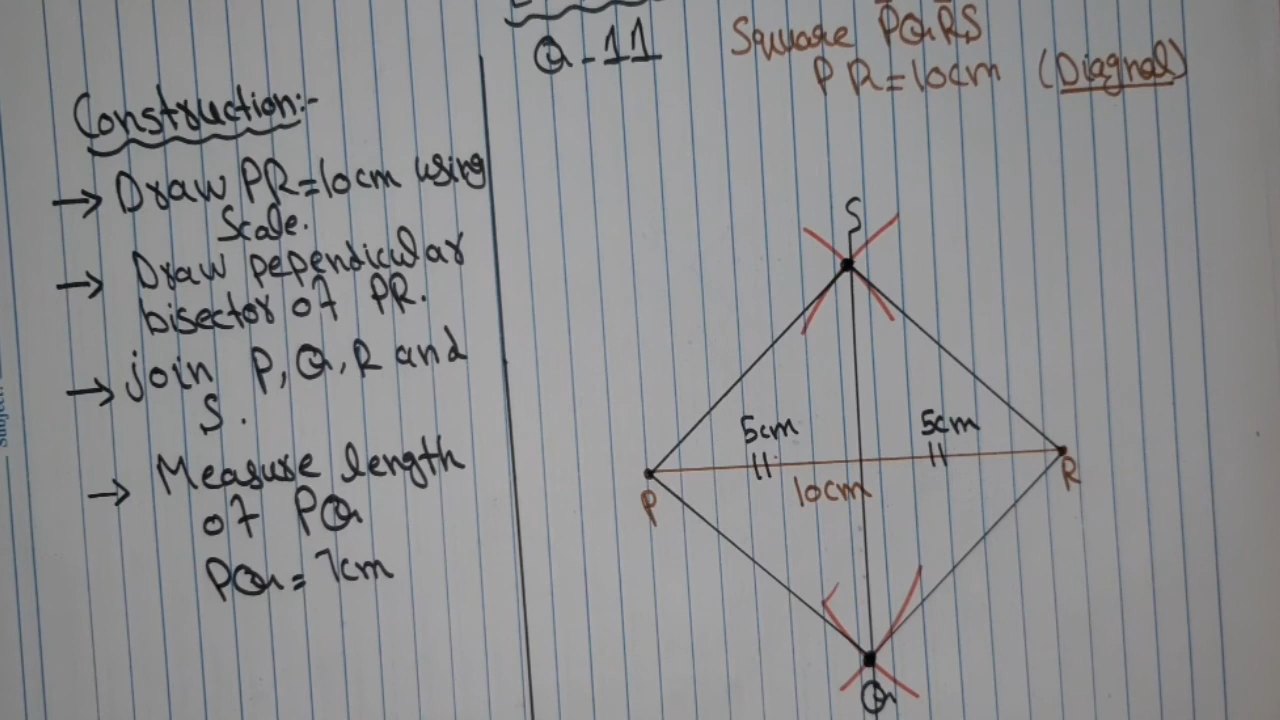 Q-11
Square PQRS
PR=10cm (Diagnal)
Construction:-
→ Draw PR=10cm using
Scale.
→ Draw pependicular
bisector of PR.
→ join P, Q, R and
S.
→ Measure length
of PQ
PQ=7cm
S
5cm
5cm
P
10cm
R
Q